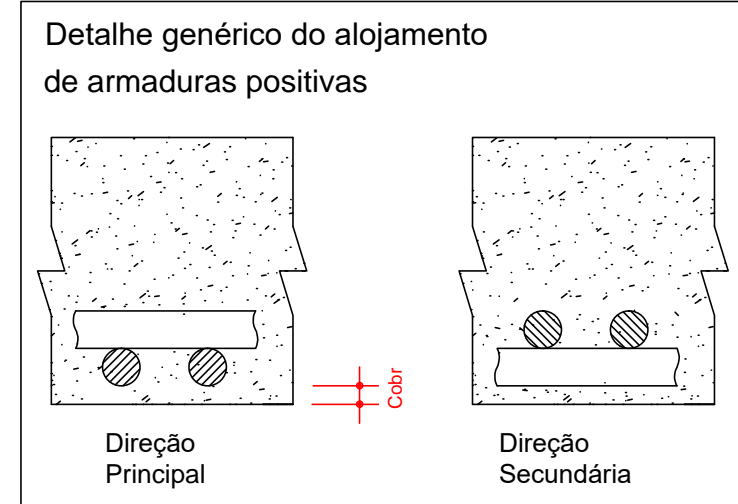 Detalhe genérico do alojamento
de armaduras positivas
Cobr
Direção
Principal
Direção
Secundária